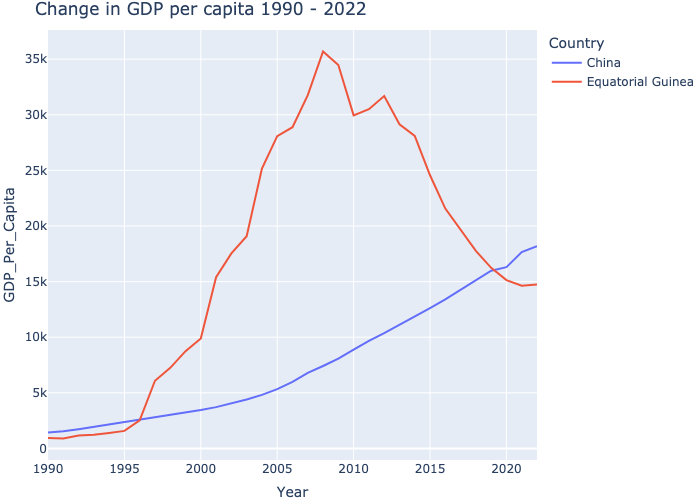 Change in GDP per capita 1990 - 2022
Country
China
Equatorial Guinea
GDP_Per_Capita
35k
30k
25k
20k
15k
10k
5k
0
1990 1995 2000 2005 2010 2015 2020
Year